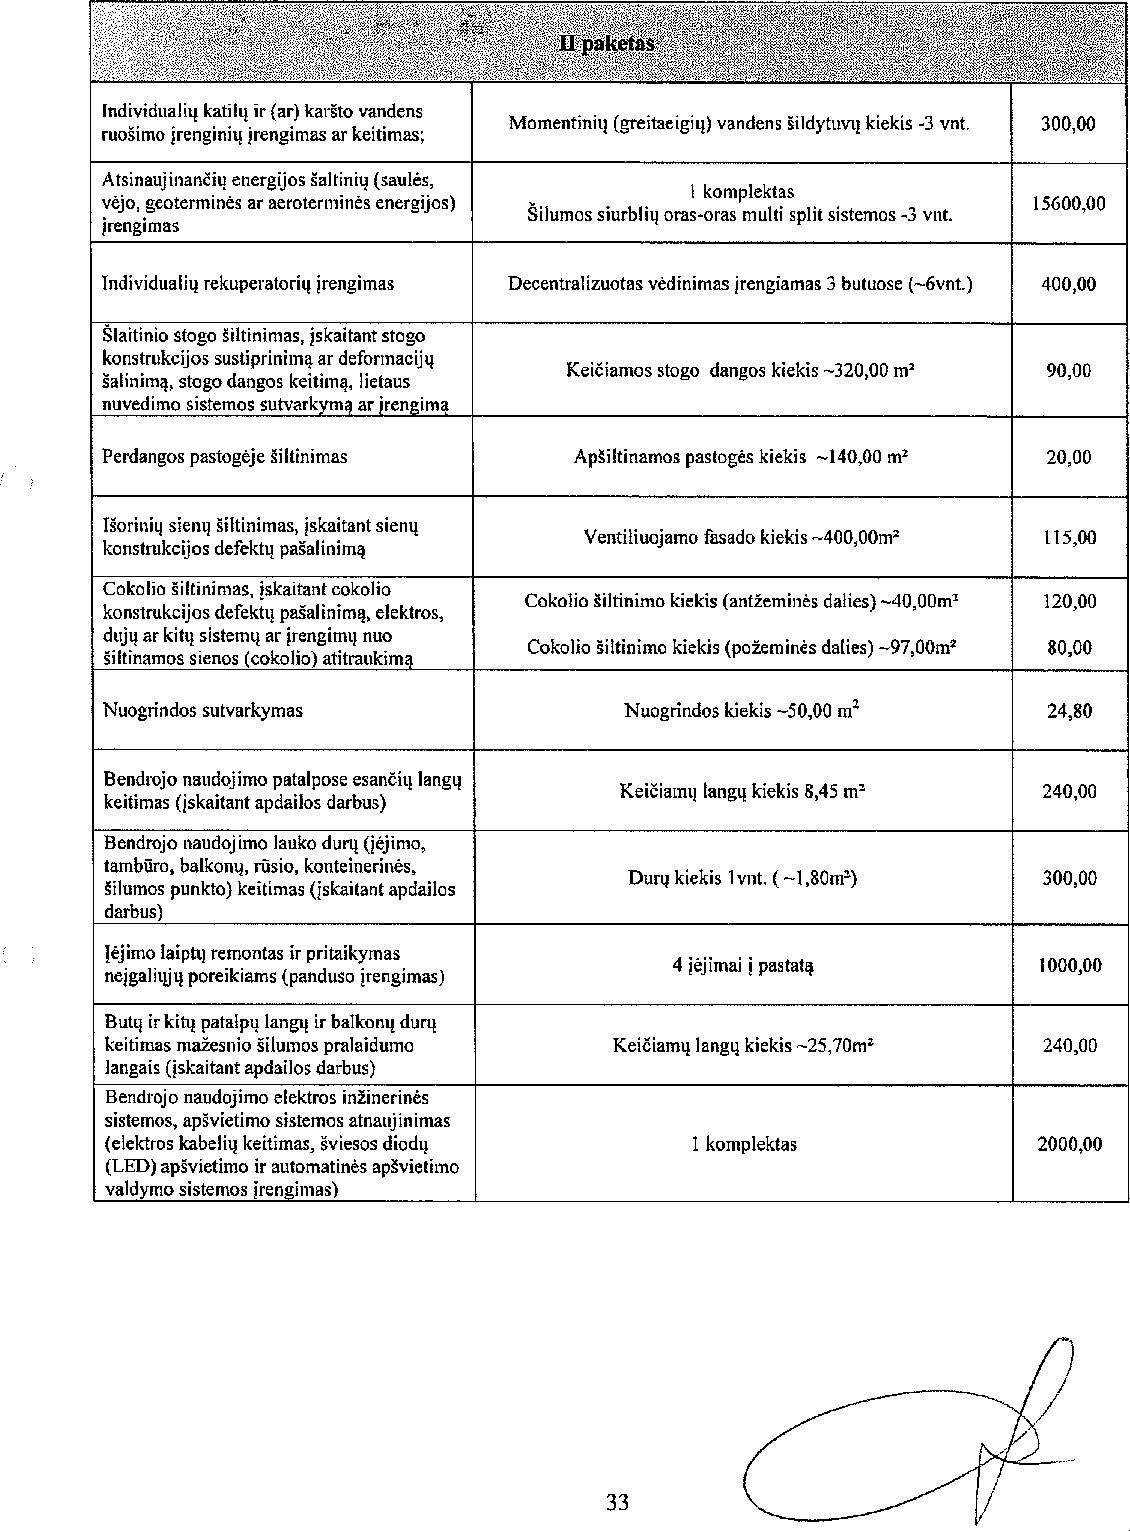 II paketas
Individualių katilų ir (ar) karšto vandens
ruošimo įrenginių įrengimas ar keitimas;
Momentinių (greitaeigių) vandens šildytuvų kiekis -3 vnt.
300,00
Atsinaujinančių energijos šaltinių (saulės,
vėjo, geoterminės ar aeroterminės energijos)
įrengimas
1 komplektas
Šilumos siurblių oras-oras multi split sistemos -3 vnt.
15600,00
Individualių rekuperatorių įrengimas
Decentralizuotas vėdinimas įrengiamas 3 butuose (~6vnt.)
400,00
Šlaitinio stogo šiltinimas, įskaitant stogo
konstrukcijos sustiprinimą ar deformacijų
šalinimą, stogo dangos keitimą, lietaus
nuvedimo sistemos sutvarkymą ar įrengimą
Keičiamos stogo dangos kiekis ~320,00 m²
90,00
Perdangos pastogėje šiltinimas
Apšiltinamos pastogės kiekis ~140,00 m²
20,00
Išorinių sienų šiltinimas, įskaitant sienų
konstrukcijos defektų pašalinimą
Ventiliuojamo fasado kiekis ~400,00m²
115,00
Cokolio šiltinimas, įskaitant cokolio
konstrukcijos defektų pašalinimą, elektros,
dujų ar kitų sistemų ar įrengimų nuo
šiltinamos sienos (cokolio) atitraukimą
Cokolio šiltinimo kiekis (antžeminės dalies) ~40,00m²
120,00
Cokolio šiltinimo kiekis (požeminės dalies) ~97,00m²
80,00
Nuogrindos sutvarkymas
Nuogrindos kiekis ~50,00 m²
24,80
Bendrojo naudojimo patalpose esančių langų
keitimas (įskaitant apdailos darbus)
Keičiamų langų kiekis 8,45 m²
240,00
Bendrojo naudojimo lauko durų (įėjimo,
tambūro, balkonų, rūsio, konteinerinės,
šilumos punkto) keitimas (įskaitant apdailos
darbus)
Durų kiekis 1vnt. ( ~1,80m²)
300,00
Įėjimo laiptų remontas ir pritaikymas
neįgaliųjų poreikiams (panduso įrengimas)
4 įėjimai į pastatą
1000,00
Butų ir kitų patalpų langų ir balkonų durų
keitimas mažesnio šilumos pralaidumo
langais (įskaitant apdailos darbus)
Keičiamų langų kiekis ~25,70m²
240,00
Bendrojo naudojimo elektros inžinerinės
sistemos, apšvietimo sistemos atnaujinimas
(elektros kabelių keitimas, šviesos diodų
(LED) apšvietimo ir automatinės apšvietimo
valdymo sistemos įrengimas)
1 komplektas
2000,00
33